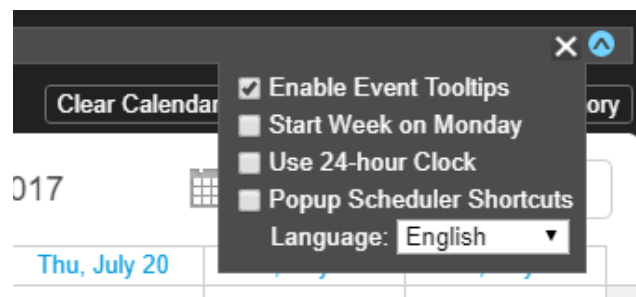 Enable Event Tooltips
Clear Calendar
ory
Start Week on Monday
Use 24-hour Clock
2017
Popup Scheduler Shortcuts
Language: English
Thu, July 20